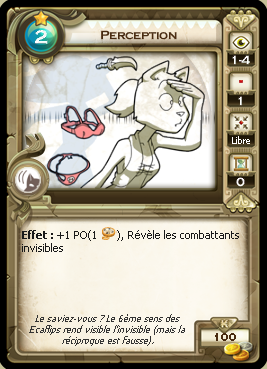 2
PERCEPTION
1-4
1
Libre
0
Effet : +1 PO(1 ), Révèle les combattants
invisibles
Le saviez-vous ? Le 6ème sens des
Ecaflips rend visible l'invisible (mais la
réciproque est fausse).
100